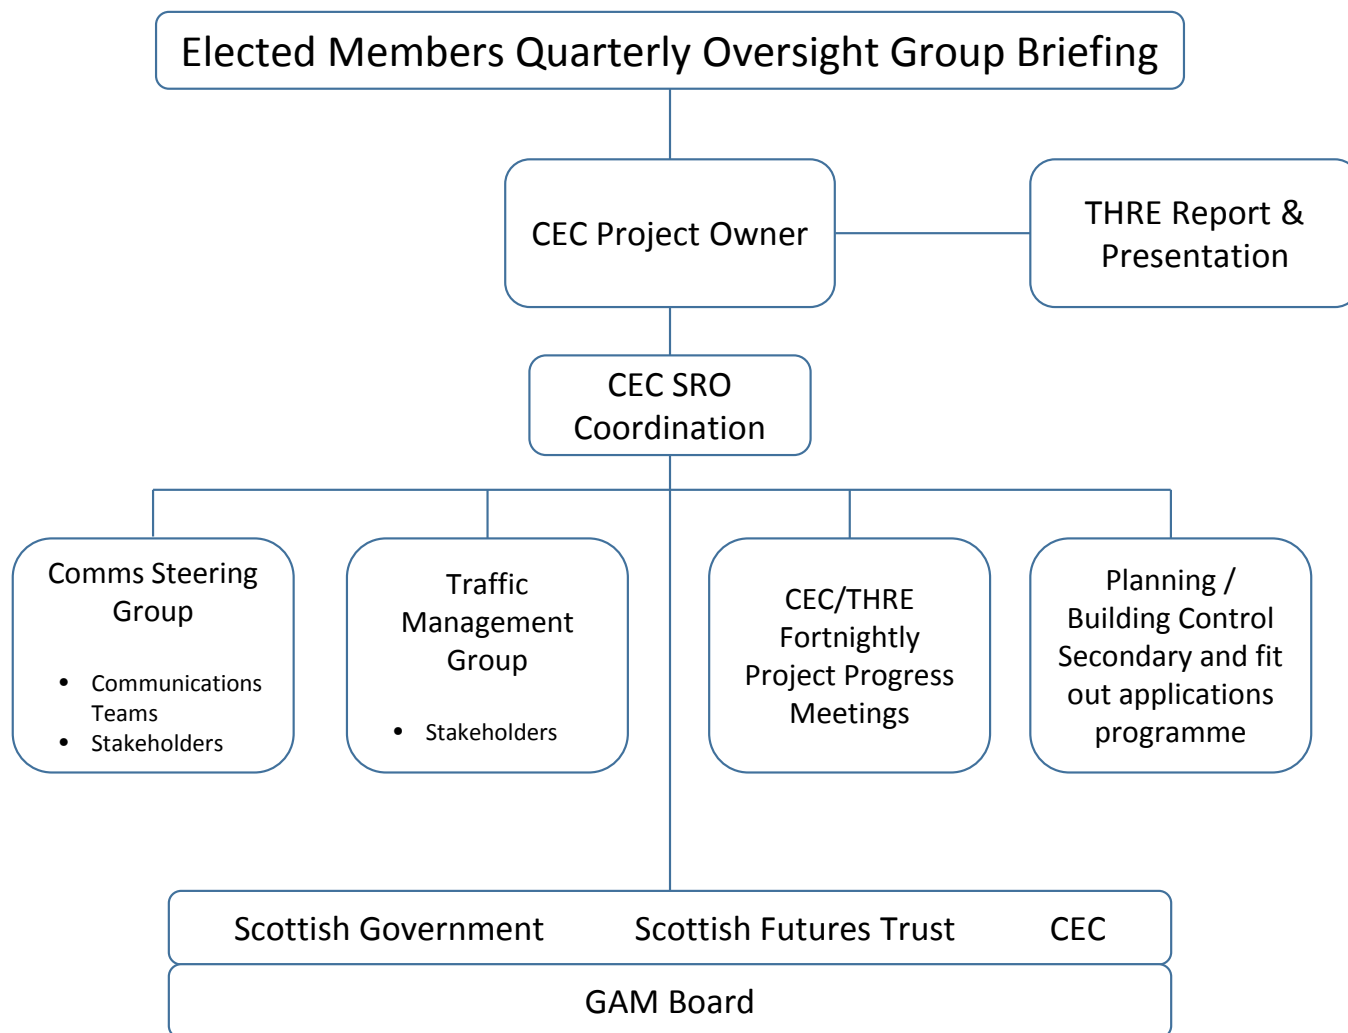 Elected Members Quarterly Oversight Group Briefing
CEC Project Owner
THRE Report &
Presentation
CEC SRO
Coordination
Comms Steering
Group
• Communications
Teams
• Stakeholders
Traffic
Management
Group
• Stakeholders
CEC/THRE
Fortnightly
Project Progress
Meetings
Planning /
Building Control
Secondary and fit
out applications
programme
Scottish Government Scottish Futures Trust CEC
GAM Board